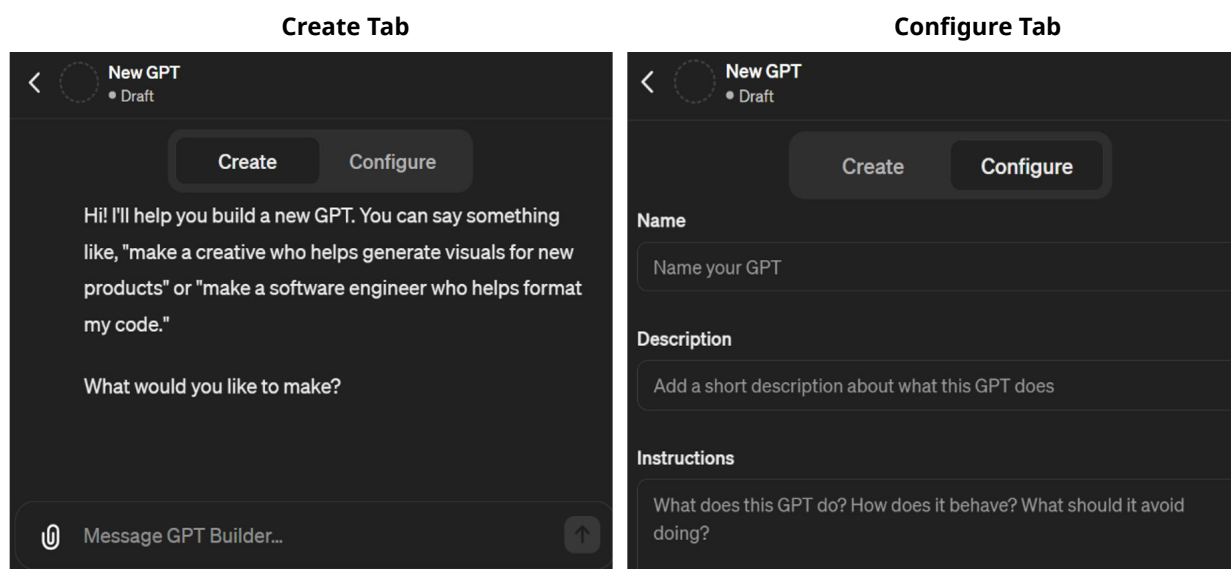 Create Tab
New GPT
Draft
Create Configure
Hi! I'll help you build a new GPT. You can say something
like, "make a creative who helps generate visuals for new
products" or "make a software engineer who helps format
my code."
What would you like to make?
Message GPT Builder...
Configure Tab
New GPT
Draft
Create Configure
Name
Name your GPT
Description
Add a short description about what this GPT does
Instructions
What does this GPT do? How does it behave? What should it avoid
doing?